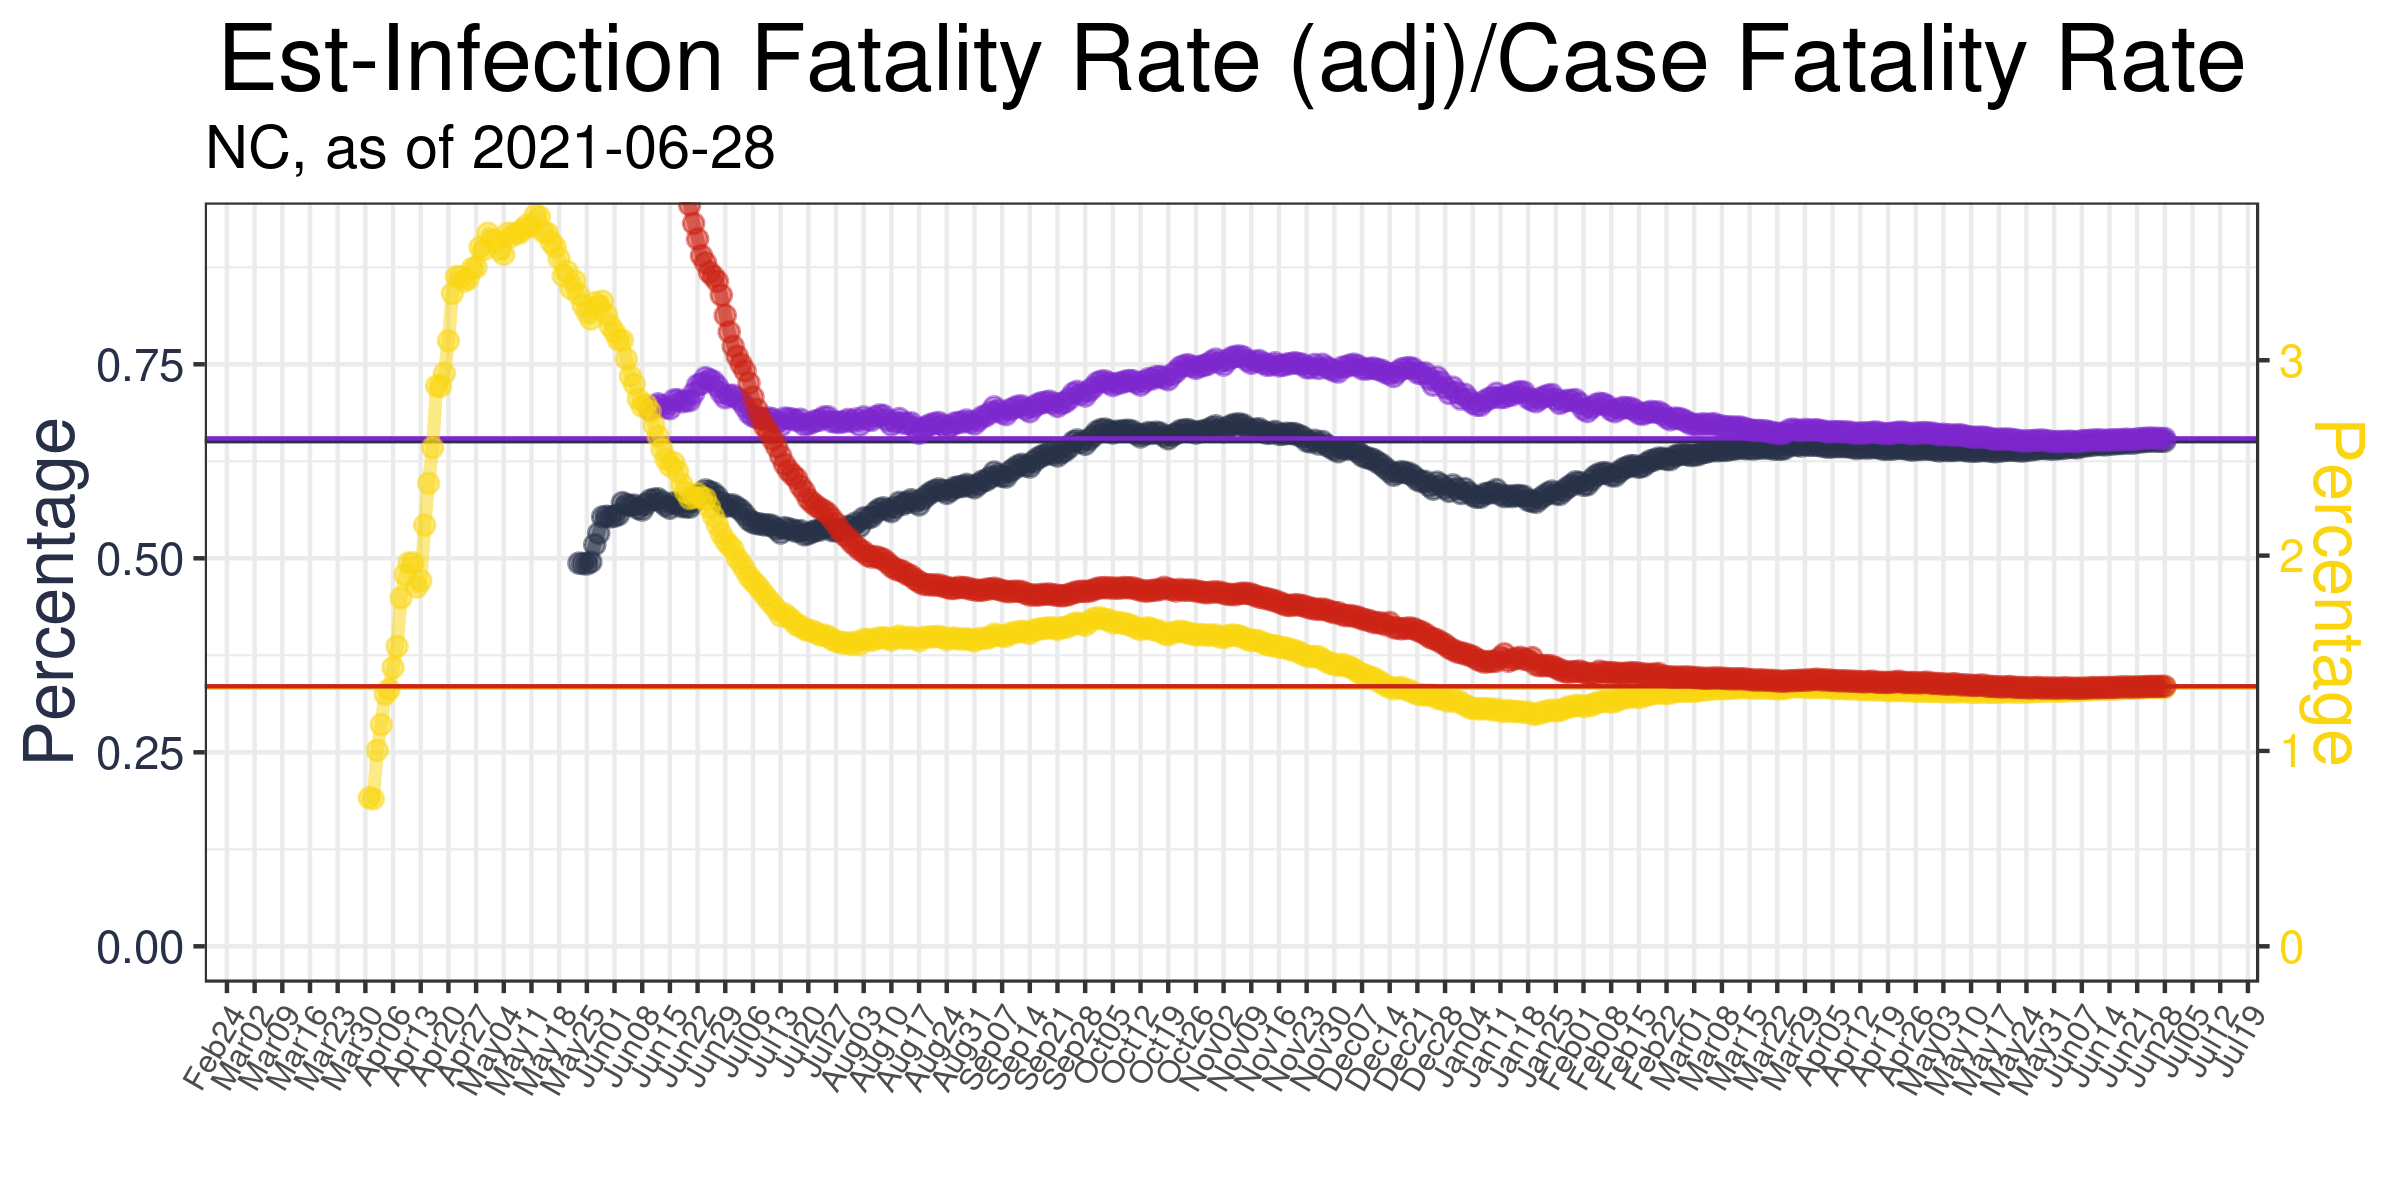 Est-Infection Fatality Rate (adj)/Case Fatality Rate
NC, as of 2021-06-28
Percentage
0.75
0.50
0.25
0.00
3
2
1
0
Percentage
Feb24
Mar02
Mar09
Mar16
Mar23
Mar30
Apr06
Apr13
Apr20
Apr27
May04
May11
May18
May25
Jun01
Jun08
Jun15
Jun22
Jun29
Jul06
Jul13
Jul20
Jul27
Aug03
Aug10
Aug17
Aug24
Aug31
Sep07
Sep14
Sep21
Sep28
Oct05
Oct12
Oct19
Oct26
Nov02
Nov09
Nov16
Nov23
Nov30
Dec07
Dec14
Dec21
Dec28
Jan04
Jan11
Jan18
Jan25
Feb01
Feb08
Feb15
Feb22
Mar01
Mar08
Mar15
Mar22
Mar29
Apr05
Apr12
Apr19
Apr26
May03
May10
May17
May24
May31
Jun07
Jun14
Jun21
Jun28
Jul05
Jul12
Jul19